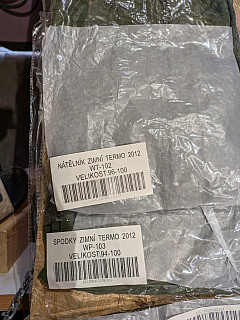 NÁTĚLNÍK ZIMNÍ TERMO 2012
WT-102
VELIKOST:96-100
SPODKY ZIMNÍ TERMO 2012
WP-103
VELIKOST:94-100